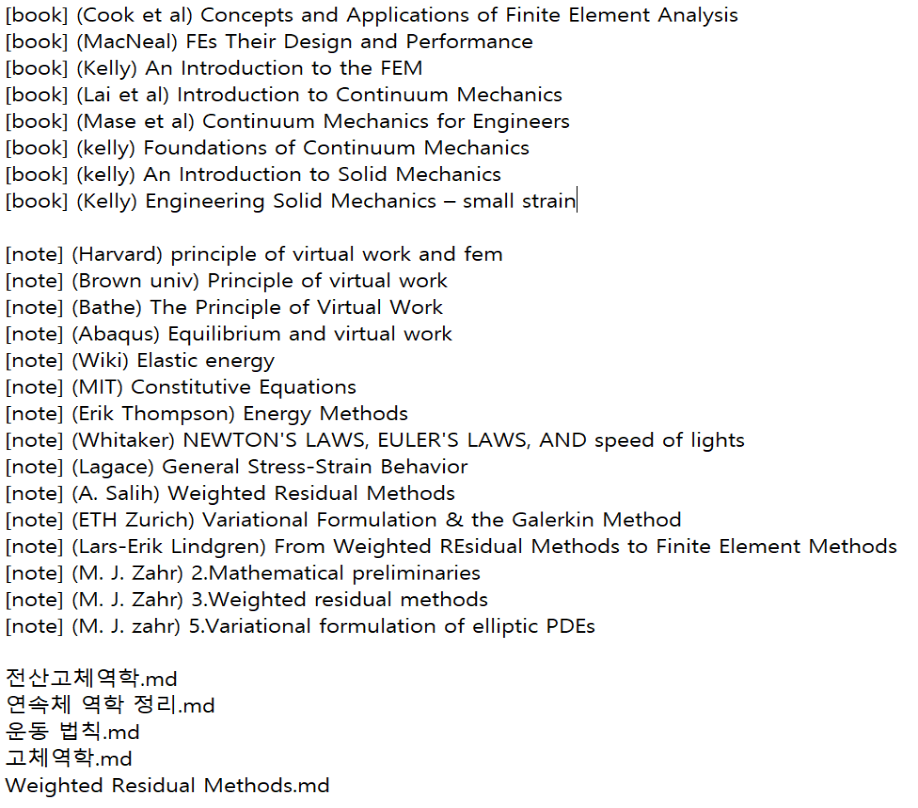 [book] (Cook et al) Concepts and Applications of Finite Element Analysis
[book] (MacNeal) FEs Their Design and Performance
[book] (Kelly) An Introduction to the FEM
[book] (Lai et al) Introduction to Continuum Mechanics
[book] (Mase et al) Continuum Mechanics for Engineers
[book] (kelly) Foundations of Continuum Mechanics
[book] (kelly) An Introduction to Solid Mechanics
[book] (Kelly) Engineering Solid Mechanics – small strain
[note] (Harvard) principle of virtual work and fem
[note] (Brown univ) Principle of virtual work
[note] (Bathe) The Principle of Virtual Work
[note] (Abaqus) Equilibrium and virtual work
[note] (Wiki) Elastic energy
[note] (MIT) Constitutive Equations
[note] (Erik Thompson) Energy Methods
[note] (Whitaker) NEWTON'S LAWS, EULER'S LAWS, AND speed of lights
[note] (Lagace) General Stress-Strain Behavior
[note] (A. Salih) Weighted Residual Methods
[note] (ETH Zurich) Variational Formulation & the Galerkin Method
[note] (Lars-Erik Lindgren) From Weighted REsidual Methods to Finite Element Methods
[note] (M. J. Zahr) 2.Mathematical preliminaries
[note] (M. J. Zahr) 3.Weighted residual methods
[note] (M. J. zahr) 5.Variational formulation of elliptic PDEs
전산고체역학.md
연속체 역학 정리.md
운동 법칙.md
고체역학.md
Weighted Residual Methods.md